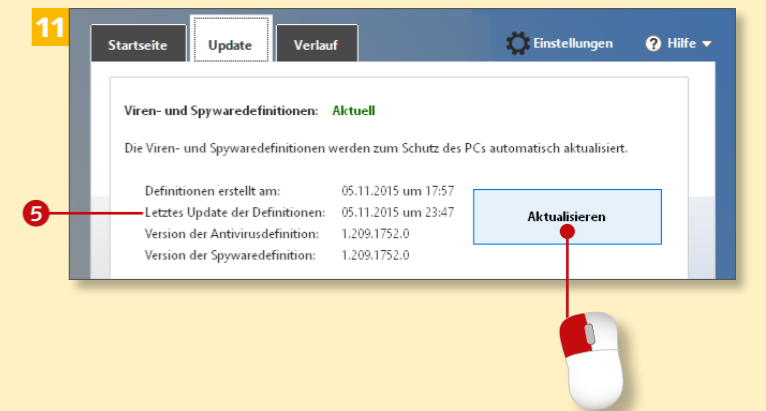 11
Startseite Update Verlauf Einstellungen ? Hilfe
Viren- und Spywaredefinitionen: Aktuell
Die Viren- und Spywaredefinitionen werden zum Schutz des PCs automatisch aktualisiert.
Definitionen erstellt am: 05.11.2015 um 17:57
5 Letztes Update der Definitionen: 05.11.2015 um 23:47
Version der Antivirusdefinition: 1.209.1752.0
Version der Spywaredefinition: 1.209.1752.0
Aktualisieren